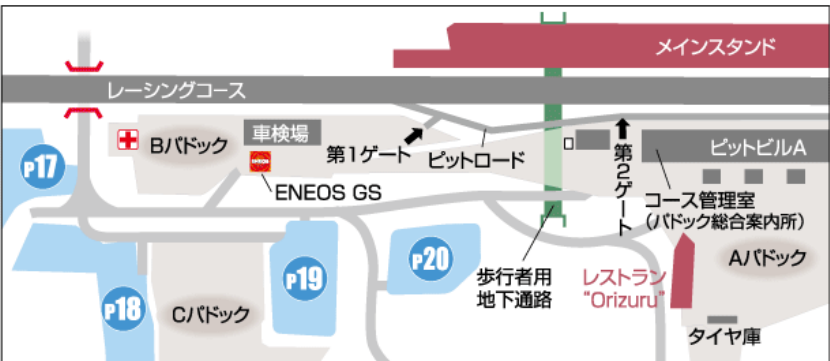 メインスタンド
レーシングコース
車検場
Bパドック
第1ゲート
ピットロード
第2ゲート
ピットビルA
P17
ENEOS GS
コース管理室
(パドック総合案内所)
P19
P20
歩行者用
地下通路
レストラン
"Orizuru"
Aパドック
P18
Cパドック
タイヤ庫